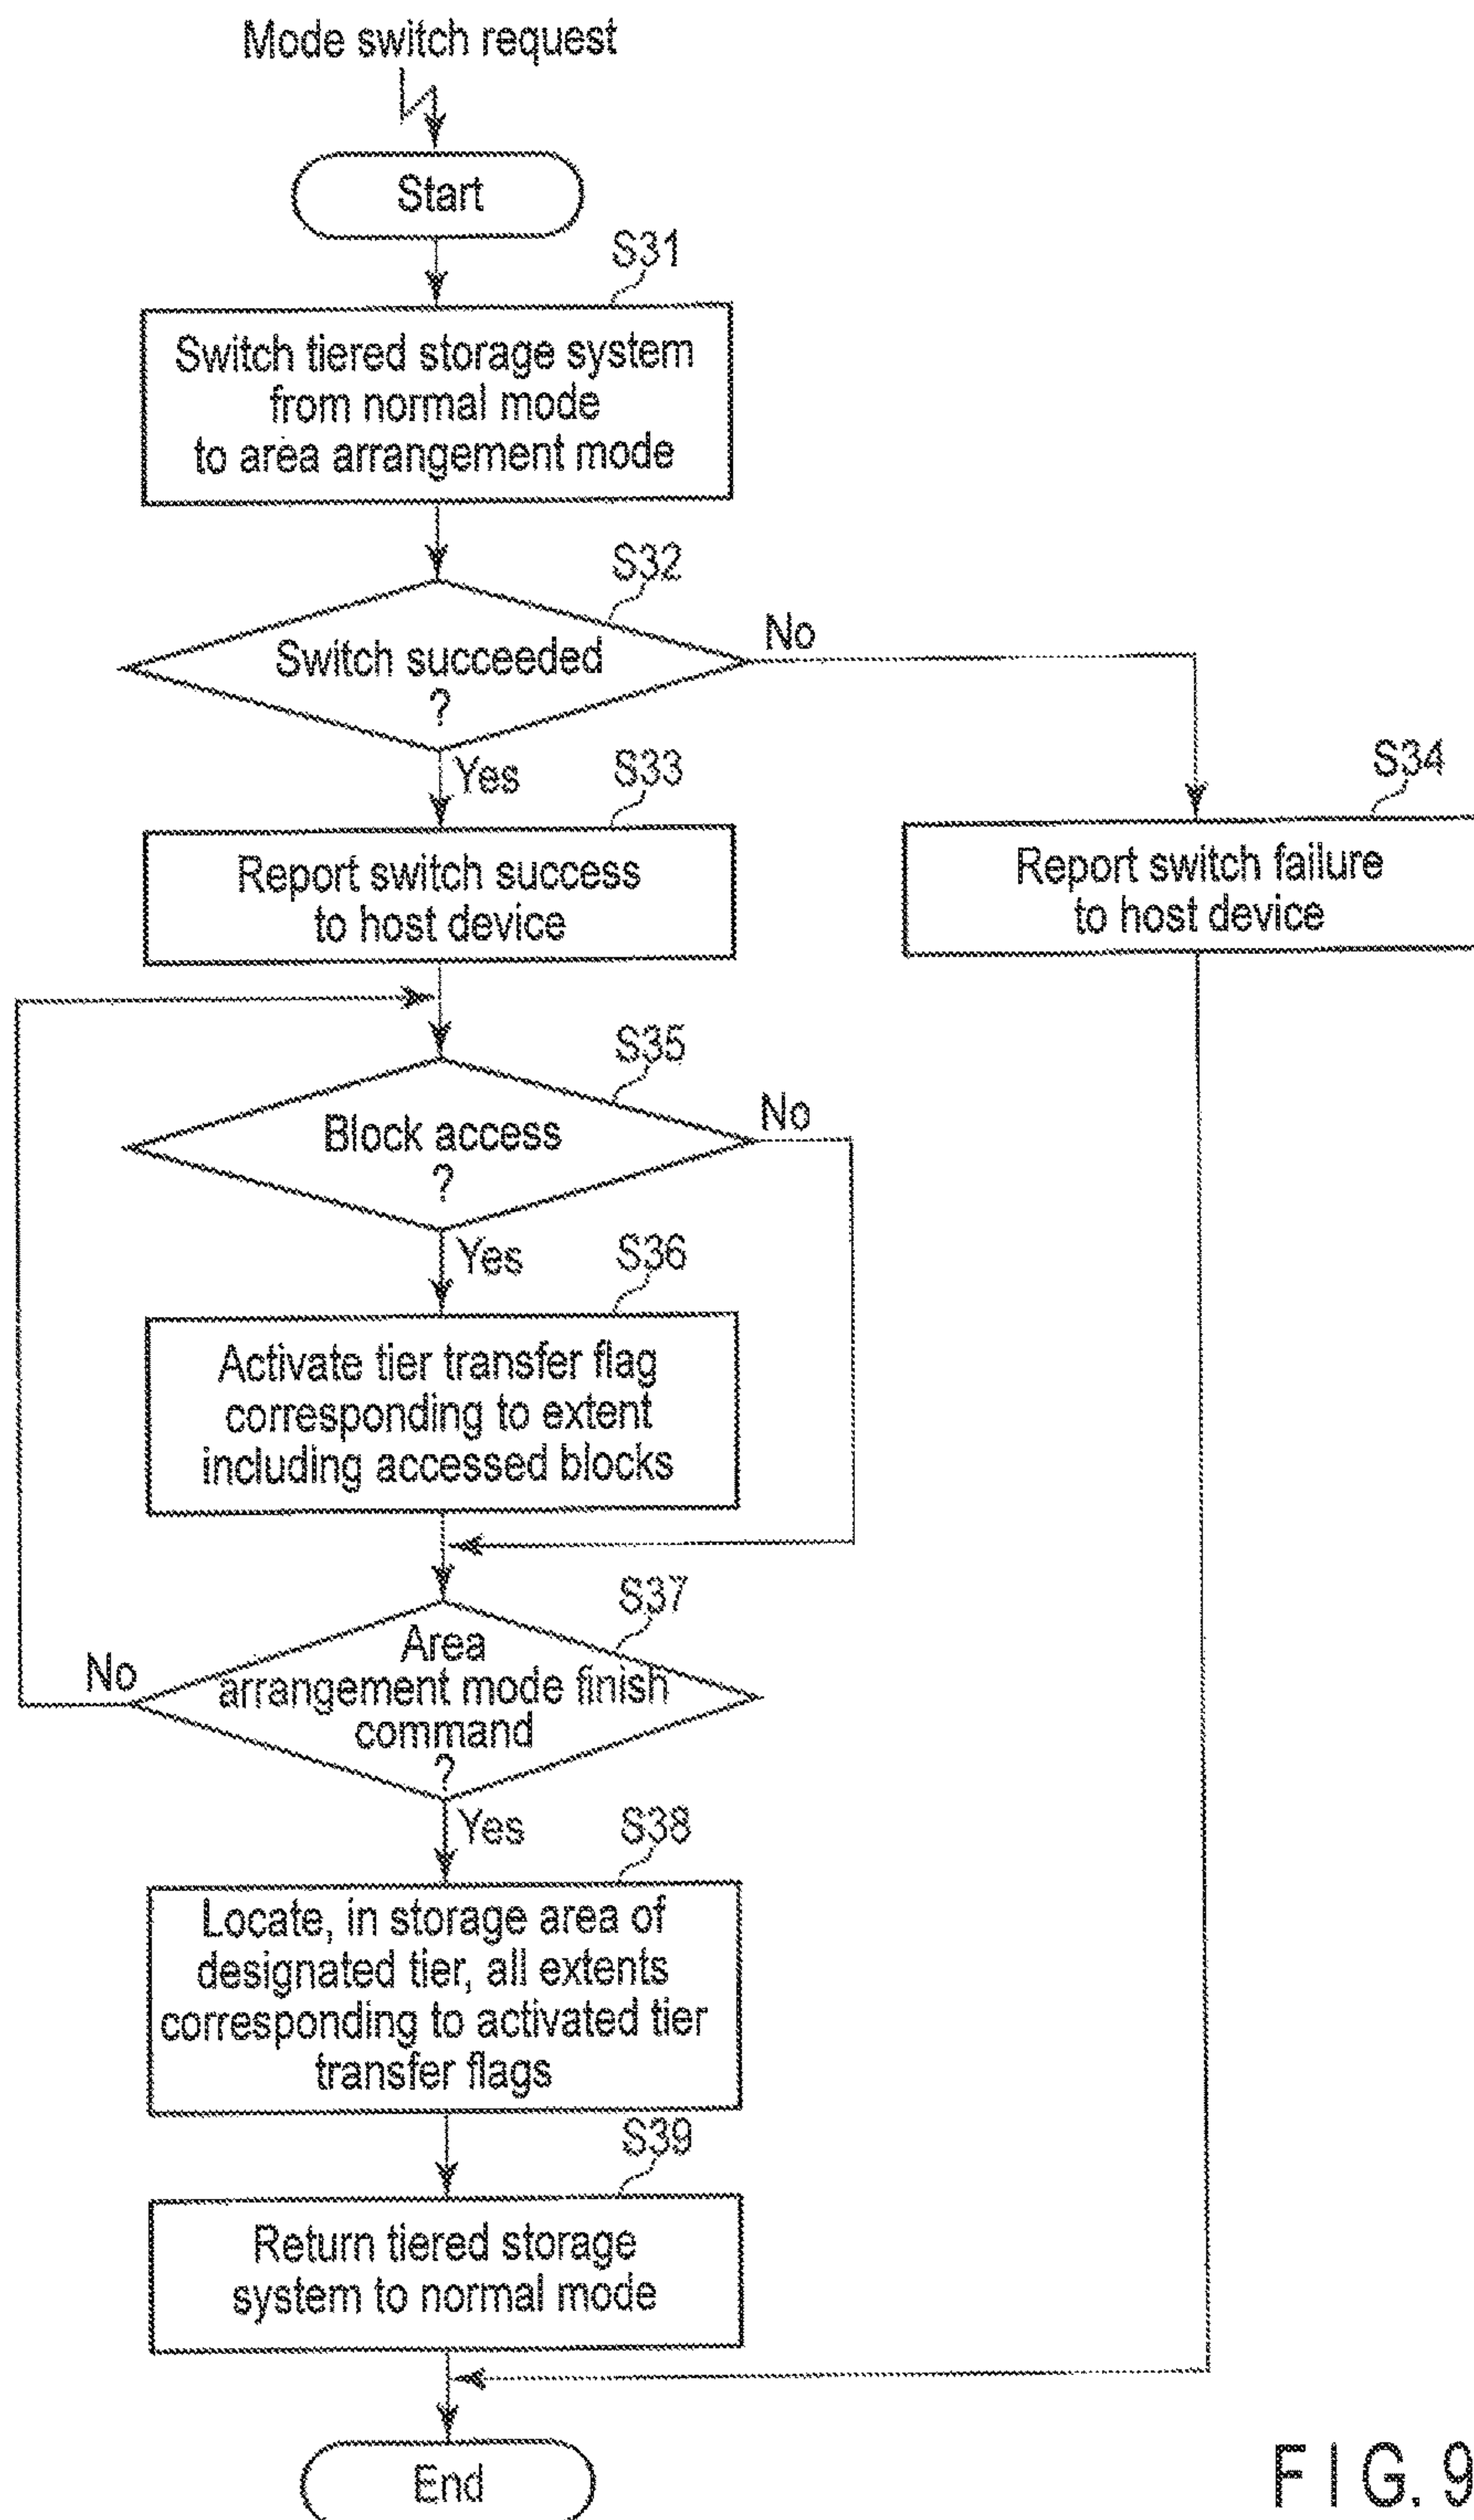 Mode switch request
Start
S31
Switch tiered storage system
from normal mode
to area arrangement mode
S32
Switch succeeded
?
No
Yes
S33
Report switch success
to host device
S34
Report switch failure
to host device
S35
Block access
?
No
Yes
S36
Activate tier transfer flag
corresponding to extent
including accessed blocks
S37
Area
arrangement mode finish
command
?
No
Yes
S38
Locate, in storage area of
designated tier, all extents
corresponding to activated tier
transfer flags
S39
Return tiered storage
system to normal mode
End
FIG. 9